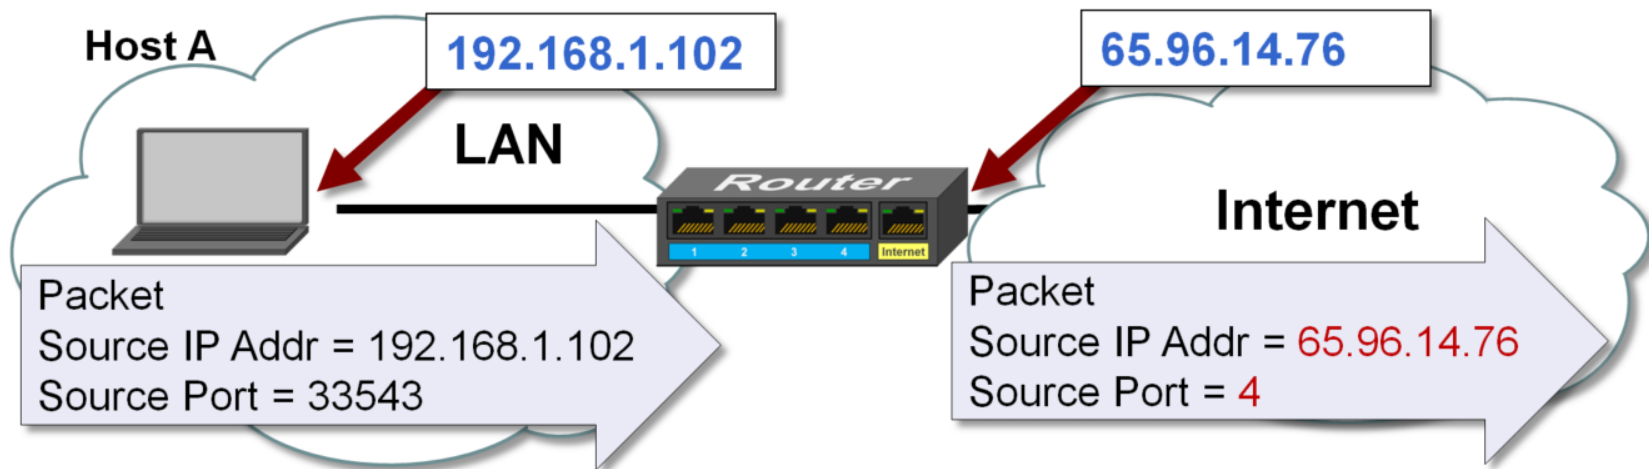 Host A
192.168.1.102
65.96.14.76
LAN
Router
1 2 3 4 Internet
Internet
Packet
Source IP Addr = 192.168.1.102
Source Port = 33543
Packet
Source IP Addr = 65.96.14.76
Source Port = 4